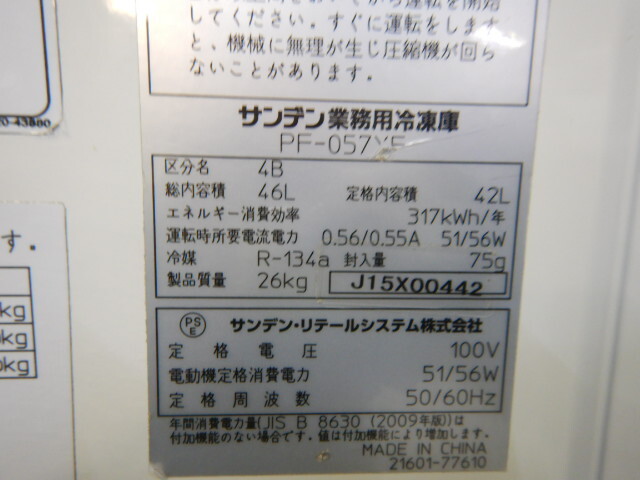 してください。すぐに運転をします
と、機械に無理が生じ圧縮機が回ら
ないことがあります。
サンデン業務用冷凍庫
PF-057XE
区分名 4B
総内容積 46L 定格内容積 42L
エネルギー消費効率 317kWh/年
運転時所要電流電力 0.56/0.55A 51/56W
冷媒 R-134a 封入量 75g
製品質量 26kg J15X00442
PS E サンデン・リテールシステム株式会社
定格電圧 100V
電動機定格消費電力 51/56W
定格周波数 50/60Hz
年間消費電力量(JIS B 8630 (2009年版))は
付加機能のない場合です。値は付加機能により増加します。
MADE IN CHINA
21601-77610
す。
kg
kg
kg